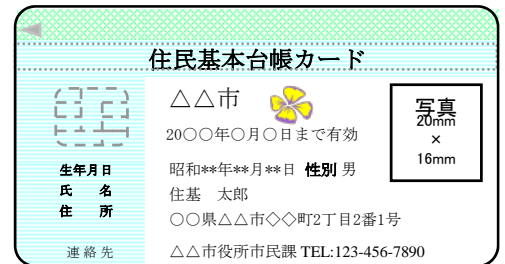 住民基本台帳カード
△△市
20○○年○月○日まで有効
写真
20mm
×
16mm
生年月日 昭和**年**月**日 性別 男
氏 名 住基 太郎
住 所 ○○県△△市◇◇町2丁目2番1号
連絡先 △△市役所市民課 TEL:123-456-7890